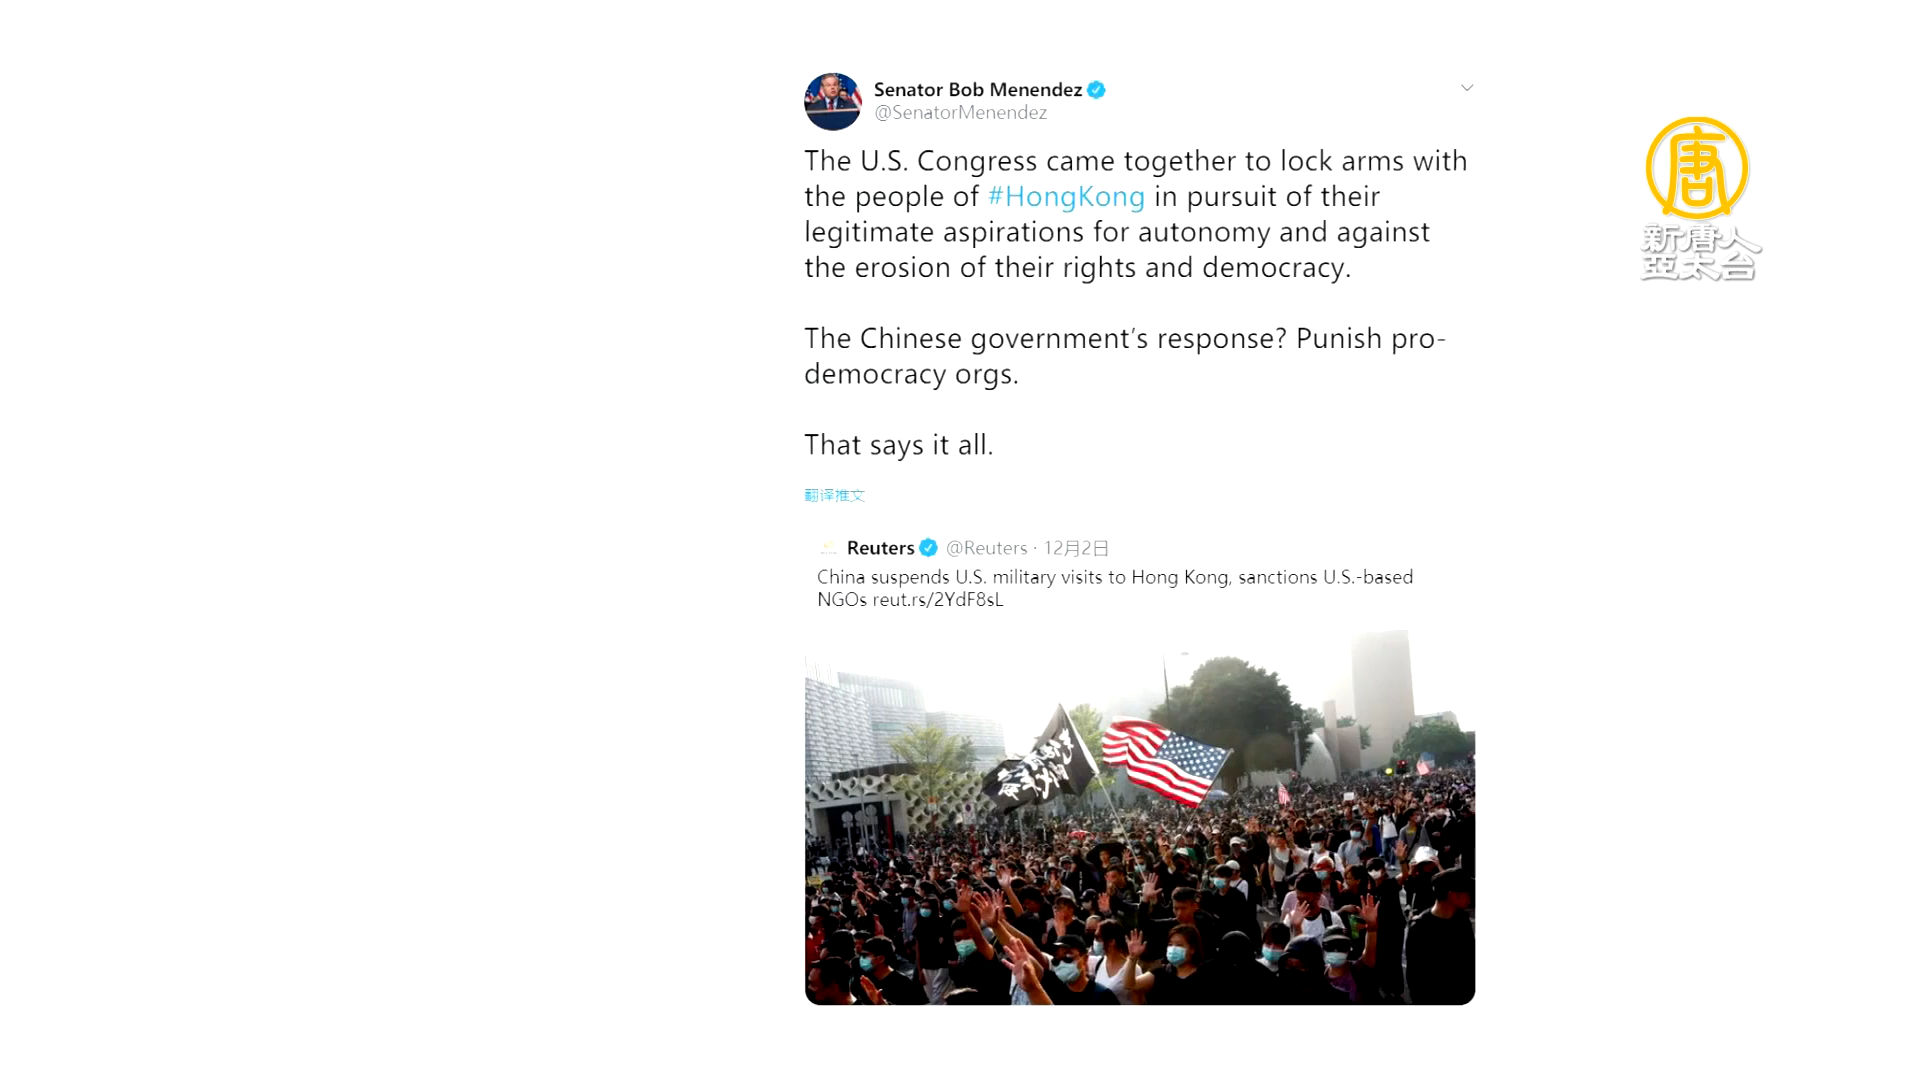 Senator Bob Menendez
@SenatorMenendez
The U.S. Congress came together to lock arms with
the people of #HongKong in pursuit of their
legitimate aspirations for autonomy and against
the erosion of their rights and democracy.
The Chinese government's response? Punish pro-
democracy orgs.
That says it all.
翻译推文
Reuters @Reuters · 12月2日
China suspends U.S. military visits to Hong Kong, sanctions U.S.-based
NGOs reut.rs/2YdF8sL
唐
新唐人
亞太台